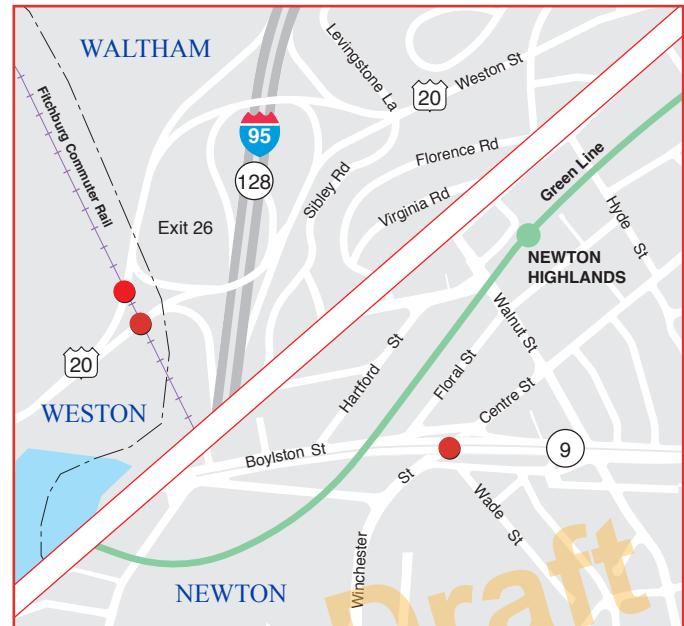 WALTHAM
Levingstone La
Weston St
20
Fitchburg Commuter Rail
95
128
Florence Rd
Sibley Rd
Virginia Rd
Green Line
Hyde St
Exit 26
NEWTON
HIGHLANDS
Walnut St
20
Hartford St
Floral St
Centre St
WESTON
Boylston St
9
St
Wade St
Winchester
NEWTON
Draft